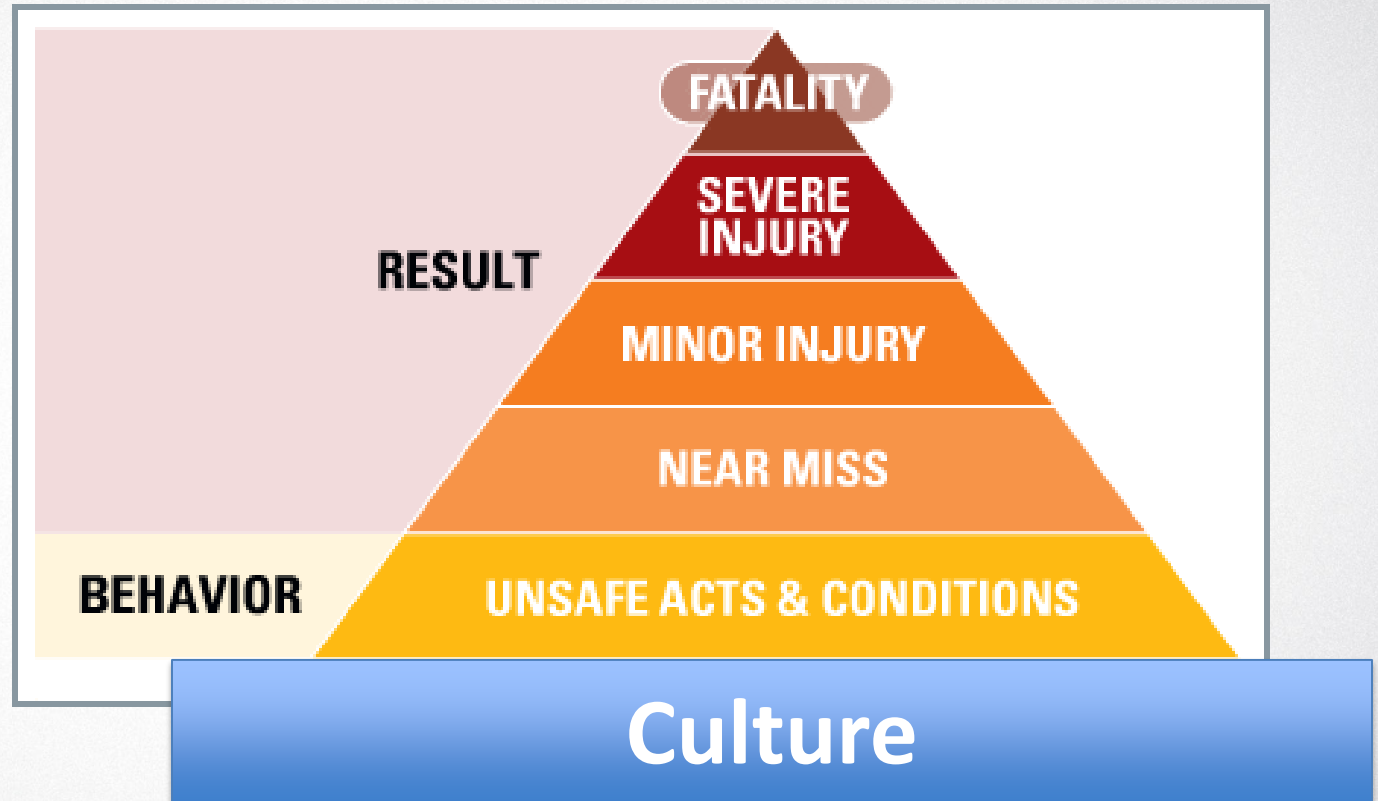 FATALITY
SEVERE
INJURY
RESULT
MINOR INJURY
NEAR MISS
BEHAVIOR
UNSAFE ACTS & CONDITIONS
Culture